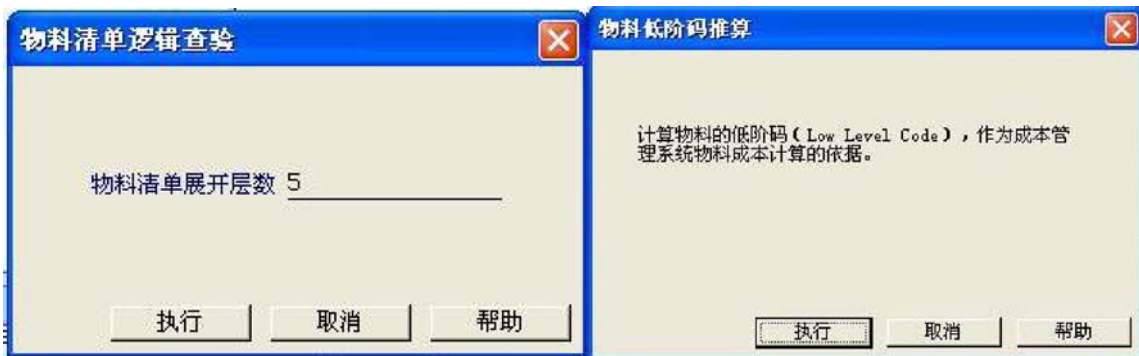 物料清单逻辑查验
物料清单展开层数 5
执行 取消 帮助
物料低阶码推算
计算物料的低阶码(Low Level Code),作为成本管
理系统物料成本计算的依据。
执行 取消 帮助